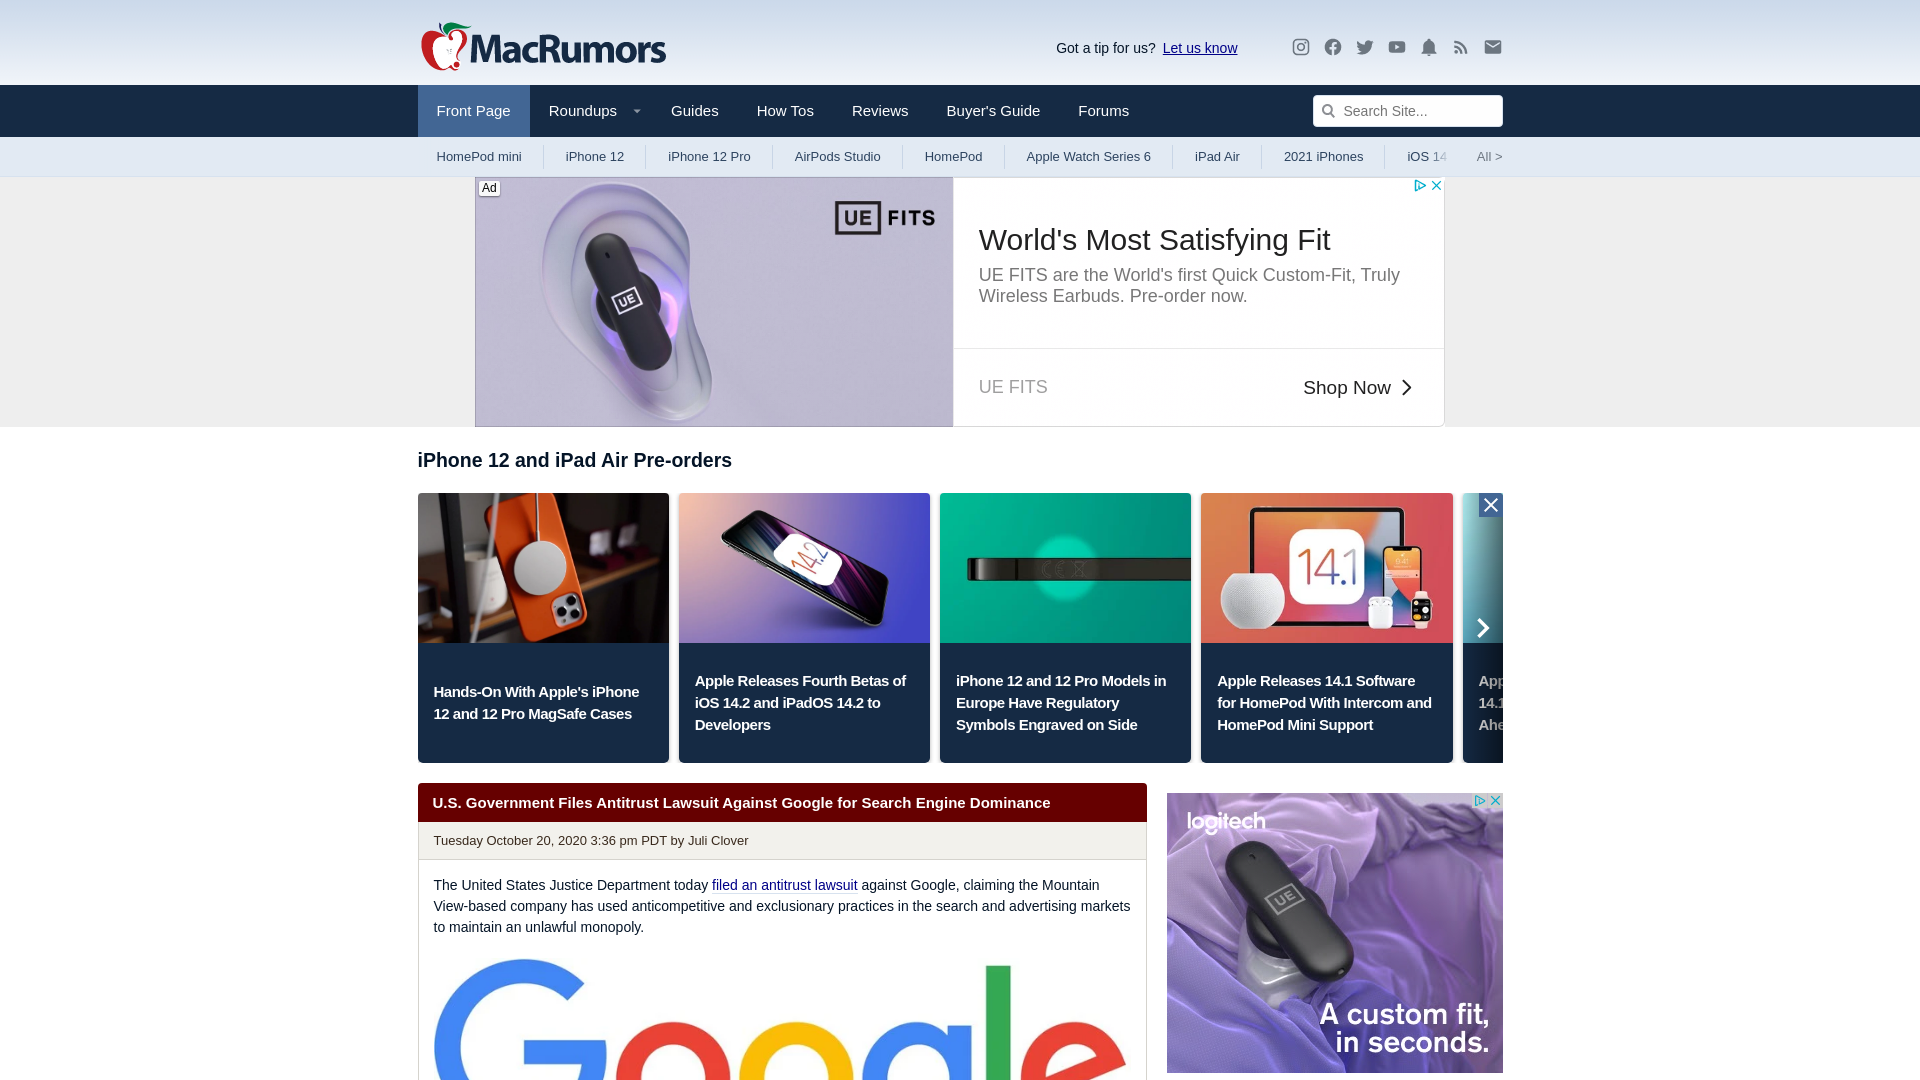 MacRumors
Got a tip for us? Let us know
Front Page
Roundups
Guides
How Tos
Reviews
Buyer's Guide
Forums
Search Site...
HomePod mini
iPhone 12
iPhone 12 Pro
AirPods Studio
HomePod
Apple Watch Series 6
iPad Air
2021 iPhones
iOS 14
All >
Ad
UE FITS
UE
World's Most Satisfying Fit
UE FITS are the World's first Quick Custom-Fit, Truly
Wireless Earbuds. Pre-order now.
UE FITS
Shop Now
iPhone 12 and iPad Air Pre-orders
14.2
14.1
Hands-On With Apple's iPhone
12 and 12 Pro MagSafe Cases
Apple Releases Fourth Betas of
iOS 14.2 and iPadOS 14.2 to
Developers
iPhone 12 and 12 Pro Models in
Europe Have Regulatory
Symbols Engraved on Side
Apple Releases 14.1 Software
for HomePod With Intercom and
HomePod Mini Support
App
14.1
Ahe
U.S. Government Files Antitrust Lawsuit Against Google for Search Engine Dominance
Tuesday October 20, 2020 3:36 pm PDT by Juli Clover
The United States Justice Department today filed an antitrust lawsuit against Google, claiming the Mountain
View-based company has used anticompetitive and exclusionary practices in the search and advertising markets
to maintain an unlawful monopoly.
Google
logitech
UE
A custom fit,
in seconds.